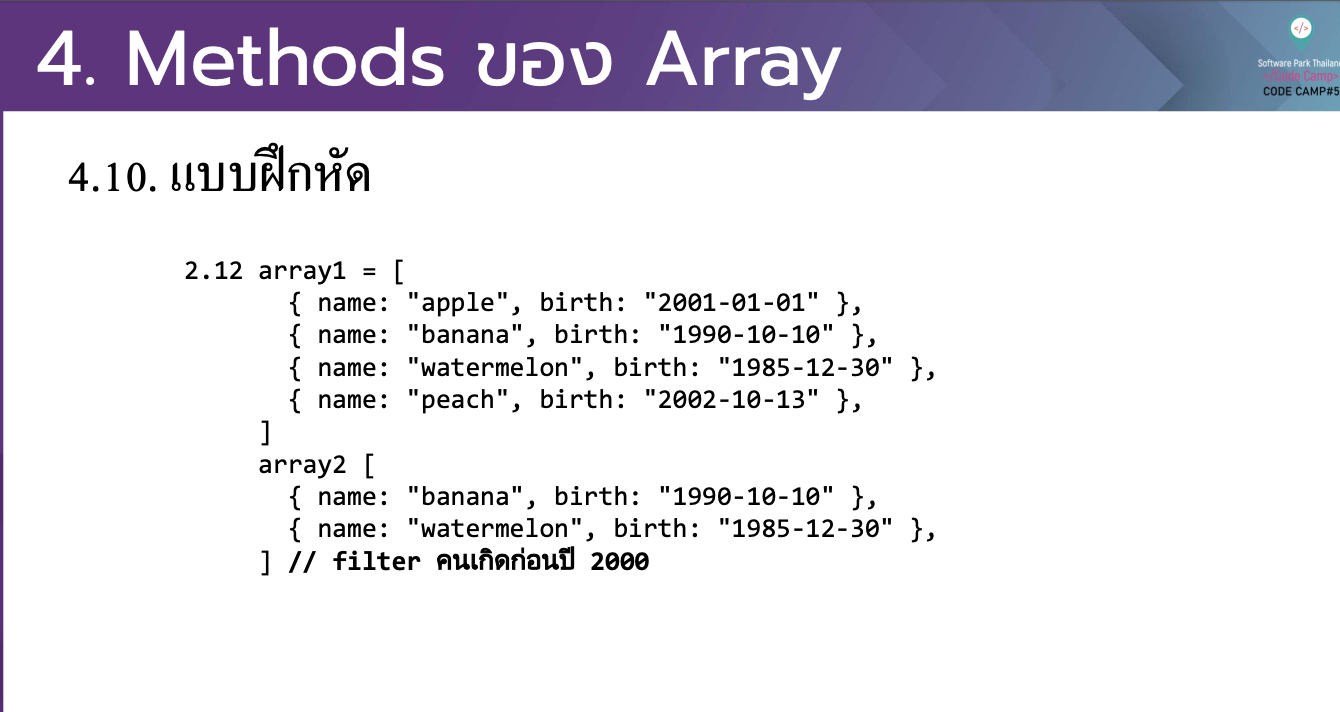 4. Methods ของ Array
</>
Software Park Thailand
</Code Camp>
CODE CAMP#5
4.10. แบบฝึกหัด
2.12 array1 = [
{ name: "apple", birth: "2001-01-01" },
{ name: "banana", birth: "1990-10-10" },
{ name: "watermelon", birth: "1985-12-30" },
{ name: "peach", birth: "2002-10-13" },
]
array2 [
{ name: "banana", birth: "1990-10-10" },
{ name: "watermelon", birth: "1985-12-30" },
] // filter คนเกิดก่อนปี 2000